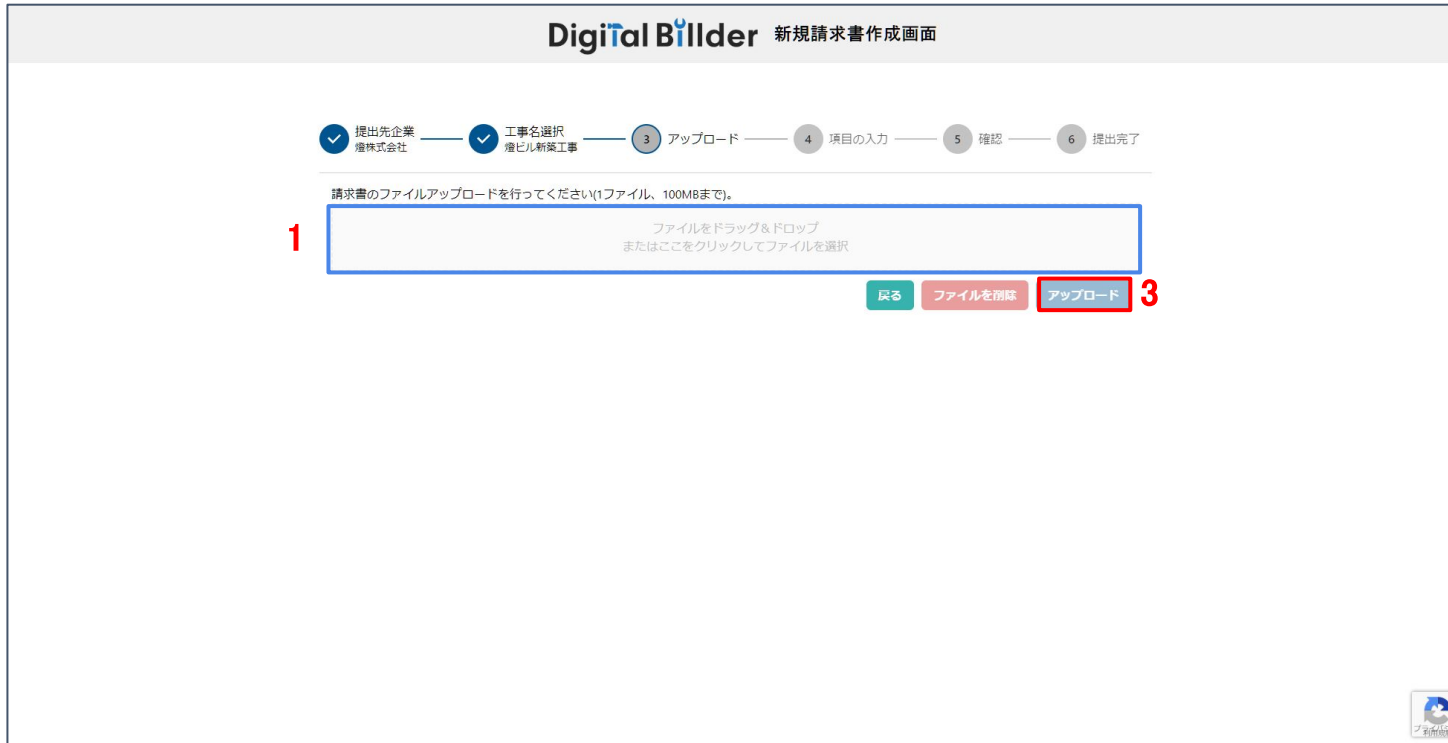 Digital Billder 新規請求書作成画面
提出先企業
燈株式会社
工事名選択
燈ビル新築工事
3 アップロード
4 項目の入力
5 確認
6 提出完了
請求書のファイルアップロードを行ってください(1ファイル、100MBまで)。
1
ファイルをドラッグ&ドロップ
またはここをクリックしてファイルを選択
戻る
ファイルを削除
アップロード
3